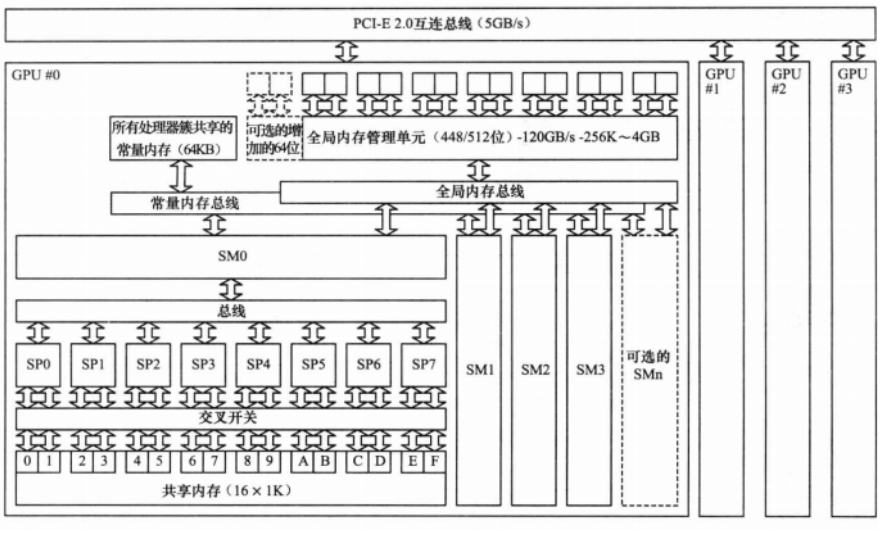 PCI-E 2.0互连总线（5GB/s）
GPU #0
GPU
#1
GPU
#2
GPU
#3
所有处理器簇共享的
常量内存（64KB）
可选的增
加的64位
全局内存管理单元（448/512位）-120GB/s -256K～4GB
全局内存总线
常量内存总线
SM0
总线
SP0 SP1 SP2 SP3 SP4 SP5 SP6 SP7
SM1 SM2 SM3
可选的
SMn
交叉开关
0 1 2 3 4 5 6 7 8 9 A B C D E F
共享内存（16 × 1K）